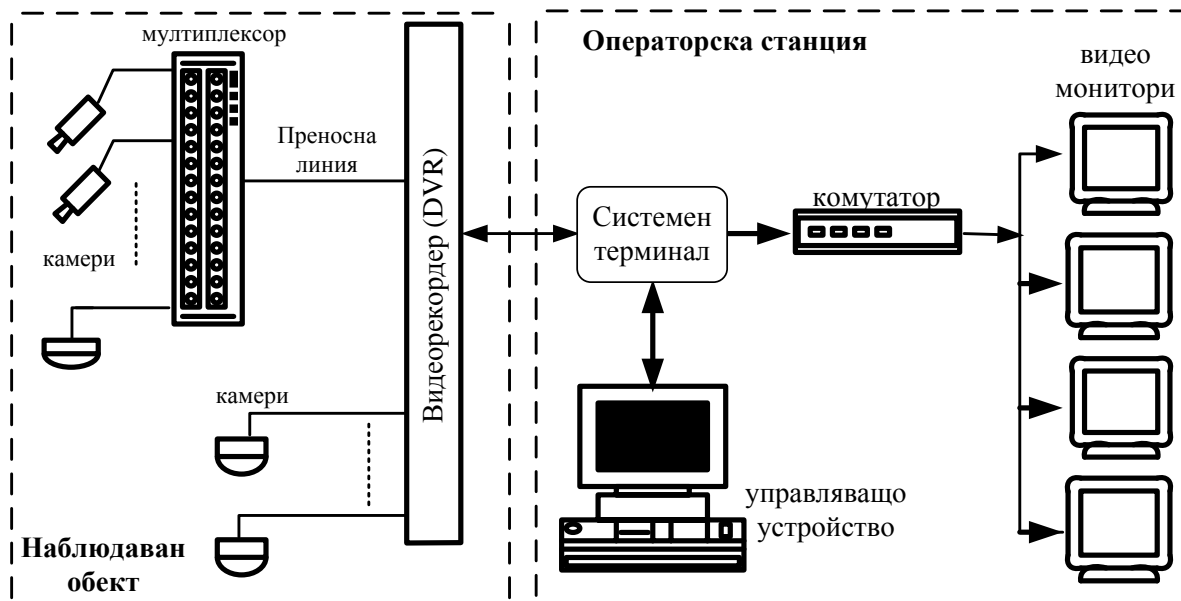 мултиплексор
Преносна
линия
камери
камери
Видеорекордер (DVR)
Наблюдаван
обект
Операторска станция
Системен
терминал
комутатор
видео
монитори
управляващо
устройство